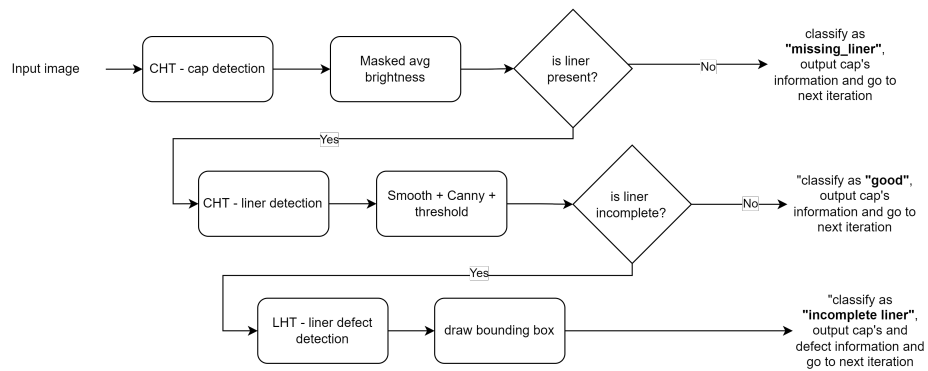 Input image
CHT - cap detection
Masked avg
brightness
is liner
present?
No
classify as
"missing_liner",
output cap's
information and go to
next iteration
Yes
CHT - liner detection
Smooth + Canny +
threshold
is liner
incomplete?
No
"classify as "good",
output cap's
information and go to
next iteration
Yes
LHT - liner defect
detection
draw bounding box
"classify as
"incomplete liner",
output cap's and
defect information and
go to next iteration